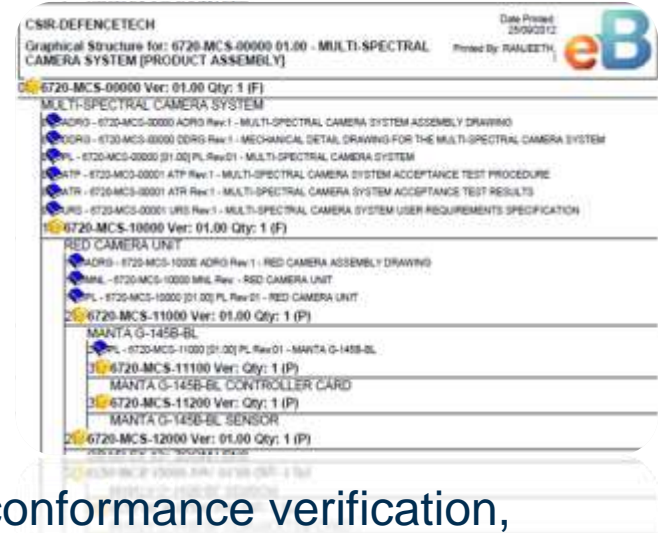 CSIR-DEFENCETECH
Date Printed:
25/09/2012
Graphical Structure for: 6720-MCS-00000 01.00 - MULTI-SPECTRAL
CAMERA SYSTEM [PRODUCT ASSEMBLY]
Printed By: RANJEETH,
eB
0 6720-MCS-00000 Ver: 01.00 Qty: 1 (F)
MULTI-SPECTRAL CAMERA SYSTEM
ADRG - 6720-MCS-00000 ADRG Rev:1 - MULTI-SPECTRAL CAMERA SYSTEM ASSEMBLY DRAWING
DDRG - 6720-MCS-00000 DDRG Rev:1 - MECHANICAL DETAIL DRAWING FOR THE MULTI-SPECTRAL CAMERA SYSTEM
PL - 6720-MCS-00000 [01.00] PL Rev:01 - MULTI-SPECTRAL CAMERA SYSTEM
ATP - 6720-MCS-00001 ATP Rev:1 - MULTI-SPECTRAL CAMERA SYSTEM ACCEPTANCE TEST PROCEDURE
ATR - 6720-MCS-00001 ATR Rev:1 - MULTI-SPECTRAL CAMERA SYSTEM ACCEPTANCE TEST RESULTS
URS - 6720-MCS-00001 URS Rev:1 - MULTI-SPECTRAL CAMERA SYSTEM USER REQUIREMENTS SPECIFICATION
1 6720-MCS-10000 Ver: 01.00 Qty: 1 (F)
RED CAMERA UNIT
ADRG - 6720-MCS-10000 ADRG Rev:1 - RED CAMERA ASSEMBLY DRAWING
MNL - 6720-MCS-10000 MNL Rev: - RED CAMERA UNIT
PL - 6720-MCS-10000 [01.00] PL Rev:01 - RED CAMERA UNIT
2 6720-MCS-11000 Ver: 01.00 Qty: 1 (P)
MANTA G-145B-BL
PL - 6720-MCS-11000 [01.00] PL Rev:01 - MANTA G-145B-BL
3 6720-MCS-11100 Ver: Qty: 1 (P)
MANTA G-145B-BL CONTROLLER CARD
3 6720-MCS-11200 Ver: Qty: 1 (P)
MANTA G-145B-BL SENSOR
2 6720-MCS-12000 Ver: 01.00 Qty: 1 (P)
conformance verification,